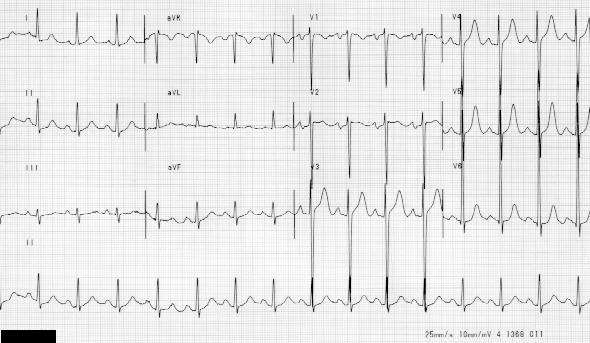 I aVR V1 V4
II aVL V2 V5
III aVF V3 V6
II
25mm/s 10mm/mV 4 1368 011